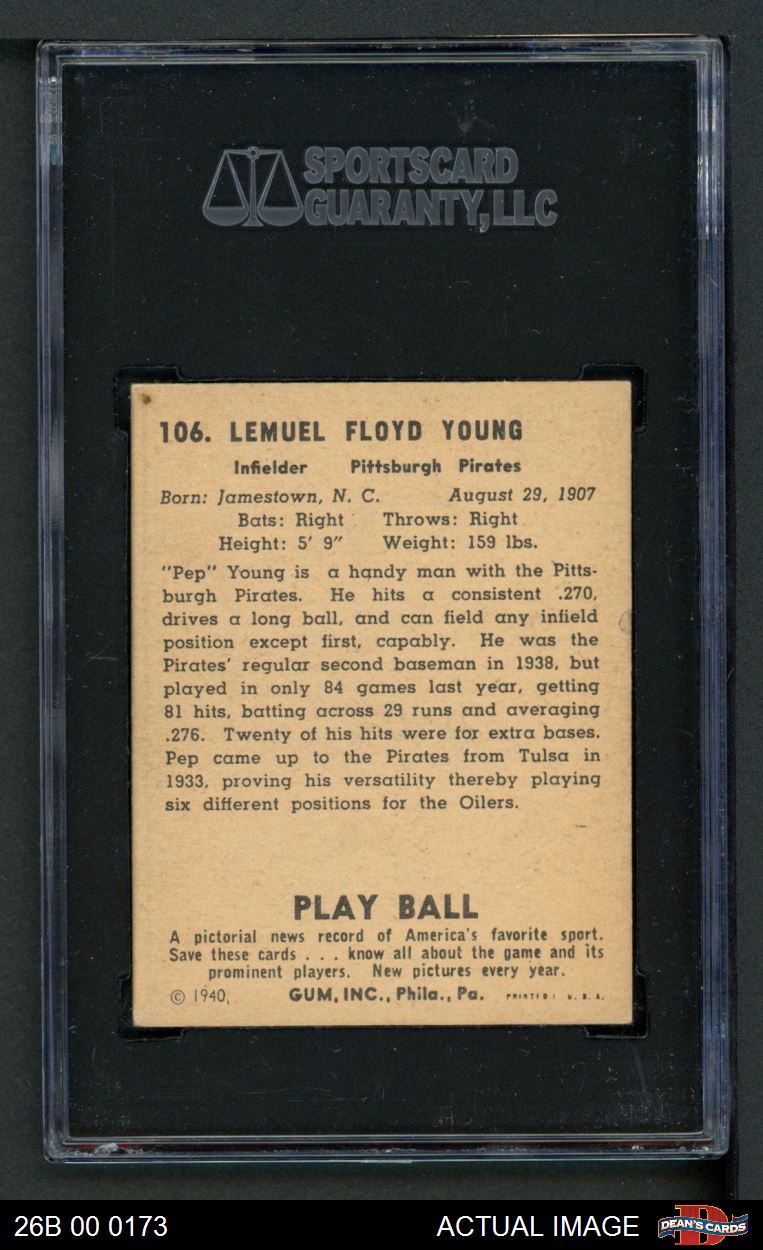 SPORTSCARD
GUARANTY, LLC
106. LEMUEL FLOYD YOUNG
Infielder Pittsburgh Pirates
Born: Jamestown, N. C. August 29, 1907
Bats: Right Throws: Right
Height: 5' 9" Weight: 159 lbs.
"Pep" Young is a handy man with the Pitts-
burgh Pirates. He hits a consistent .270,
drives a long ball, and can field any infield
position except first, capably. He was the
Pirates' regular second baseman in 1938, but
played in only 84 games last year, getting
81 hits, batting across 29 runs and averaging
.276. Twenty of his hits were for extra bases.
Pep came up to the Pirates from Tulsa in
1933, proving his versatility thereby playing
six different positions for the Oilers.
PLAY BALL
A pictorial news record of America's favorite sport.
Save these cards . . . know all about the game and its
prominent players. New pictures every year.
© 1940, GUM, INC., Phila., Pa. PRINTED: U. S. A.
26B 00 0173 ACTUAL IMAGE DEAN'S CARDS